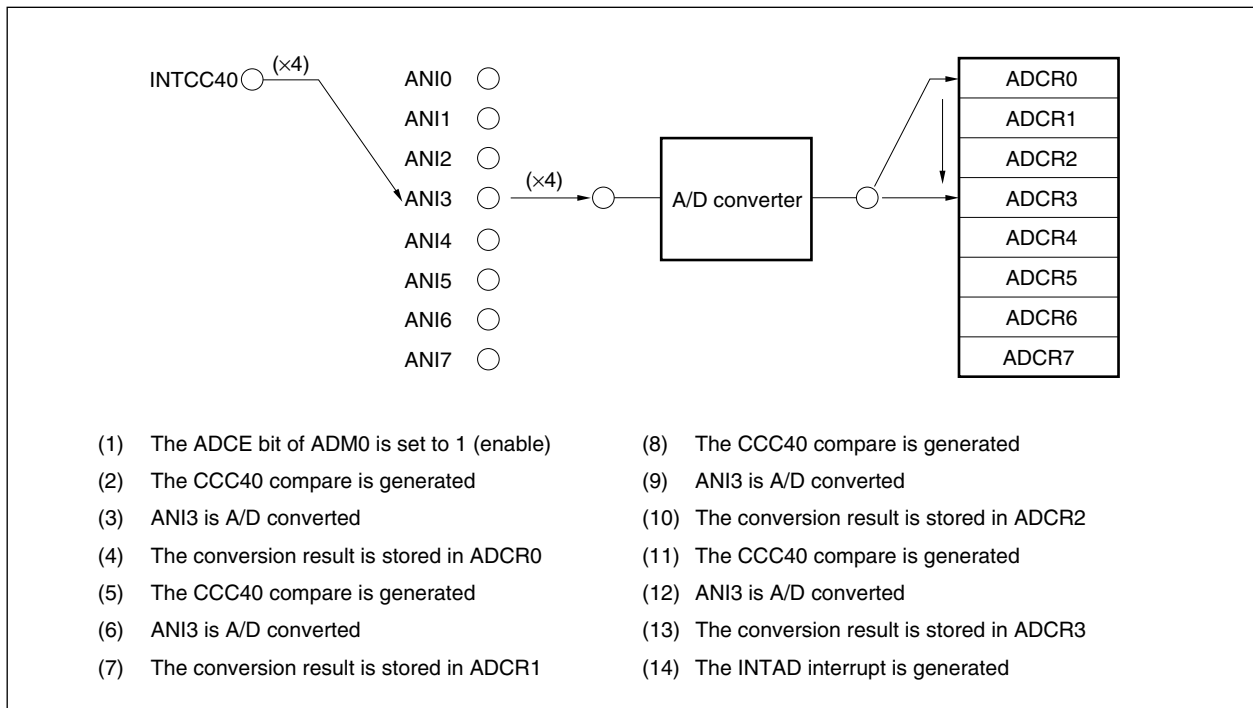 INTCC40
(×4)
ANI0
ANI1
ANI2
ANI3
ANI4
ANI5
ANI6
ANI7
(×4)
A/D converter
ADCR0
ADCR1
ADCR2
ADCR3
ADCR4
ADCR5
ADCR6
ADCR7
(1) The ADCE bit of ADM0 is set to 1 (enable)
(2) The CCC40 compare is generated
(3) ANI3 is A/D converted
(4) The conversion result is stored in ADCR0
(5) The CCC40 compare is generated
(6) ANI3 is A/D converted
(7) The conversion result is stored in ADCR1
(8) The CCC40 compare is generated
(9) ANI3 is A/D converted
(10) The conversion result is stored in ADCR2
(11) The CCC40 compare is generated
(12) ANI3 is A/D converted
(13) The conversion result is stored in ADCR3
(14) The INTAD interrupt is generated